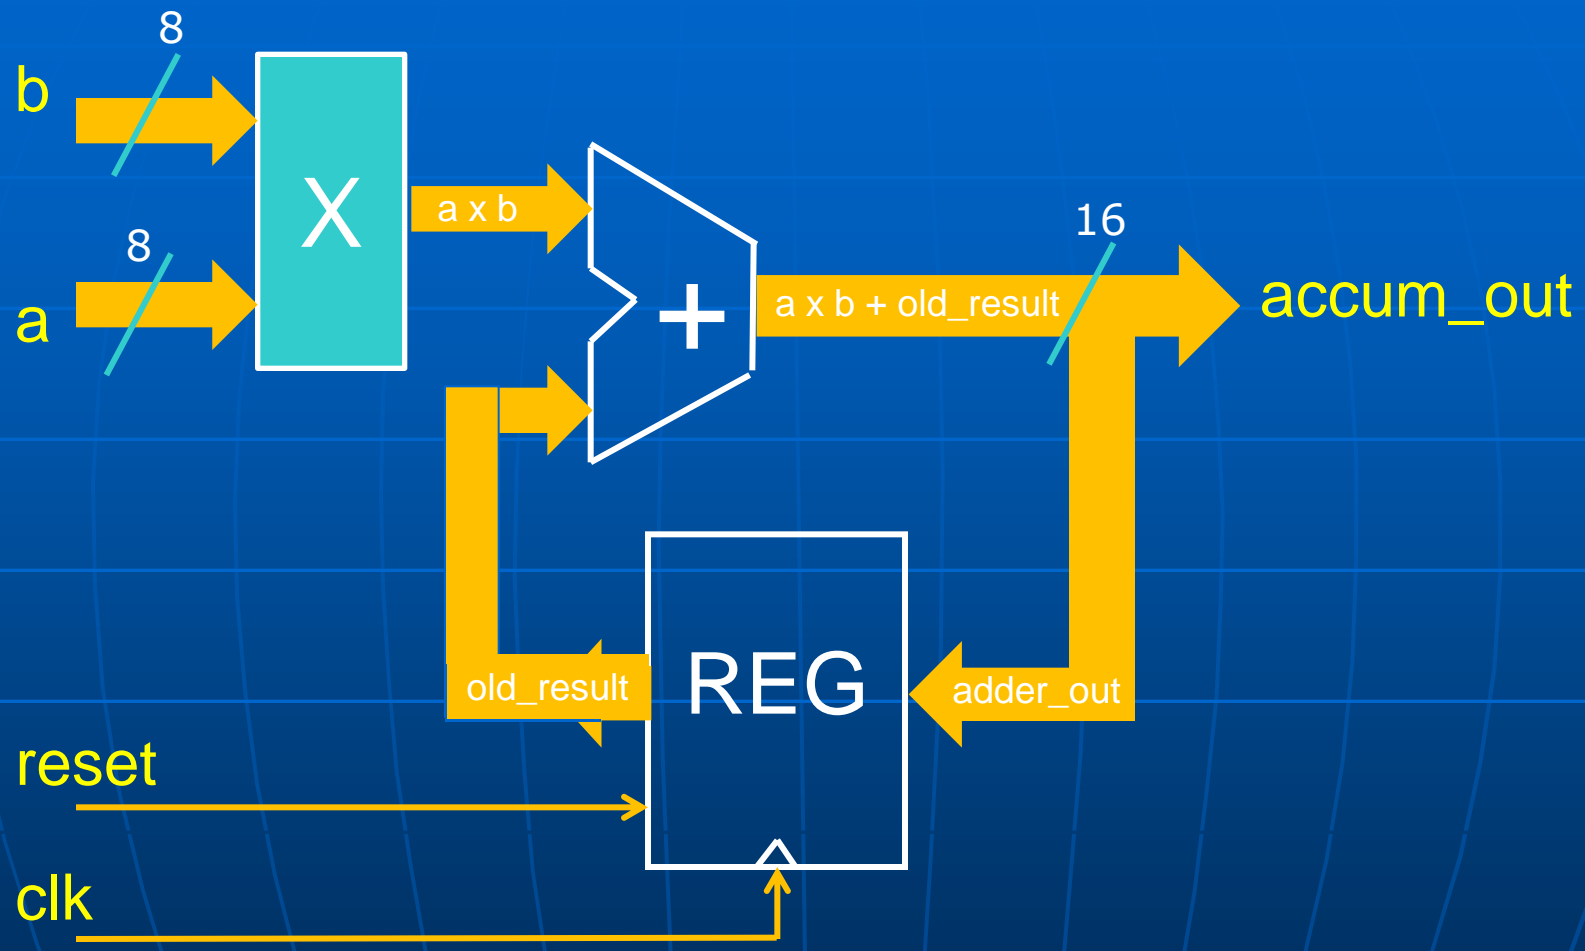 8
b
8
a
X
a x b
+
a x b + old_result
16
accum_out
old_result
REG
adder_out
reset
clk